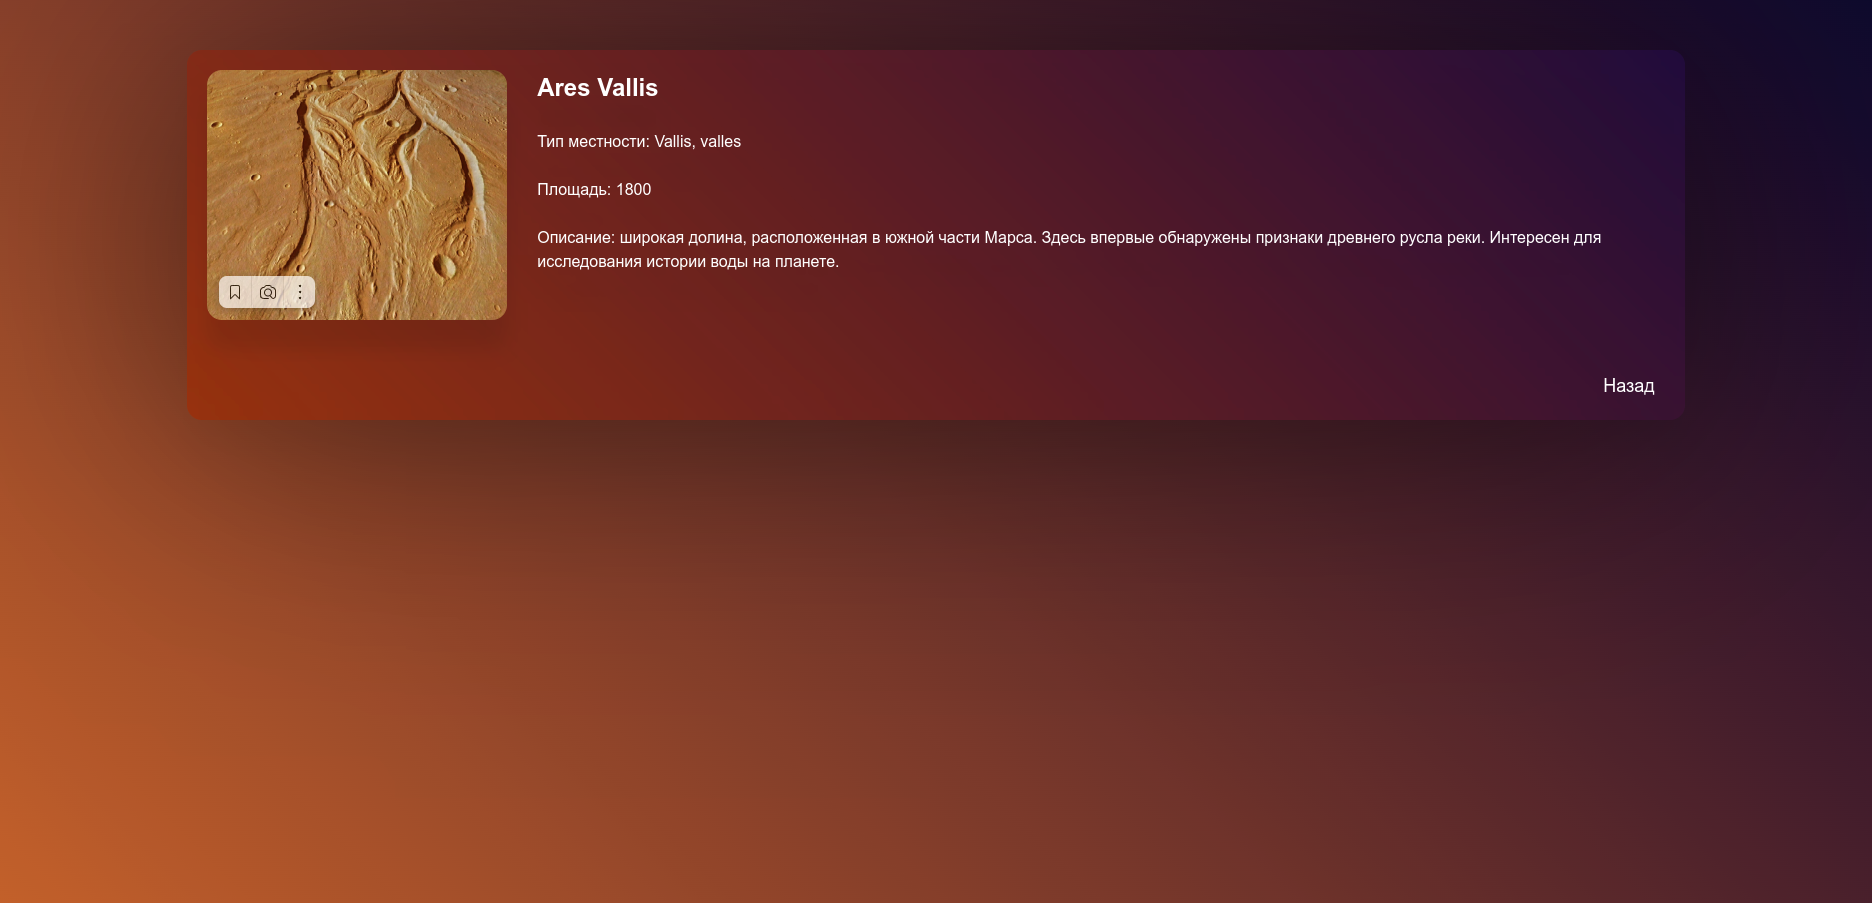 Ares Vallis
Тип местности: Vallis, valles
Площадь: 1800
Описание: широкая долина, расположенная в южной части Марса. Здесь впервые обнаружены признаки древнего русла реки. Интересен для
исследования истории воды на планете.
Назад